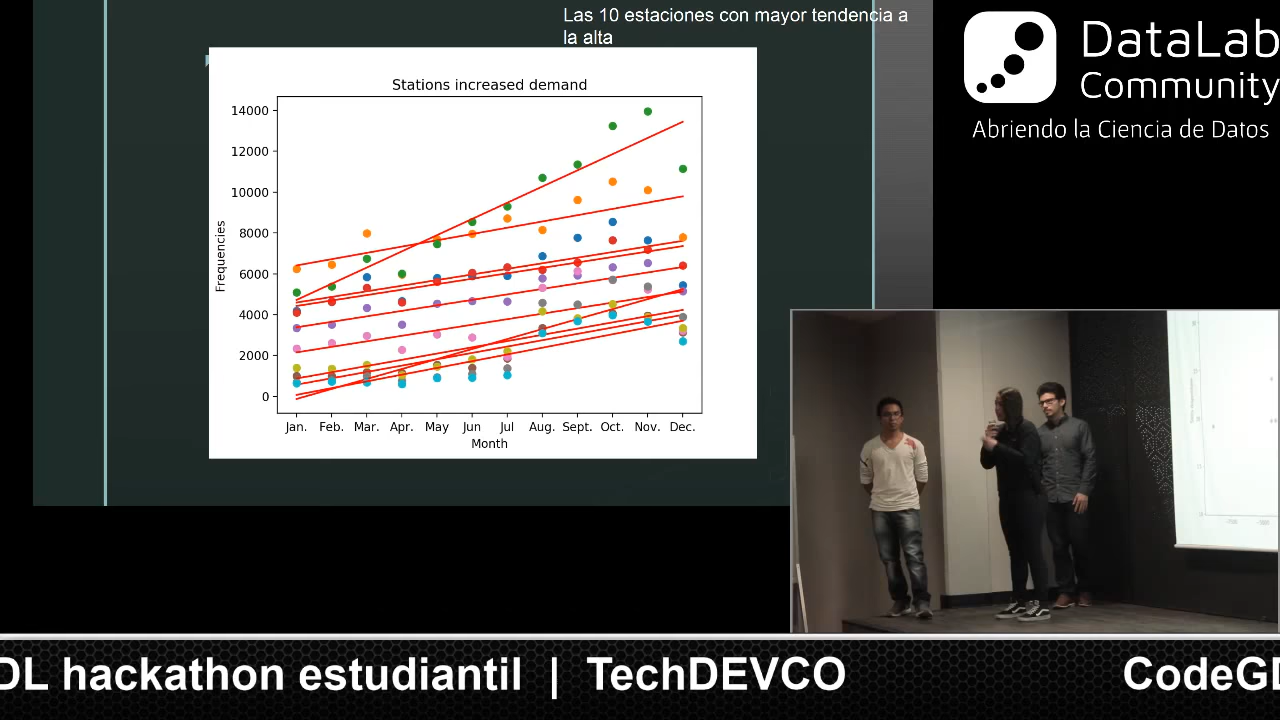 Las 10 estaciones con mayor tendencia a
la alta
DataLab
Community
Abriendo la Ciencia de Datos
Stations increased demand
14000
12000
10000
8000
6000
4000
2000
0
Frequencies
Jan. Feb. Mar. Apr. May Jun Jul Aug. Sept. Oct. Nov. Dec.
Month
DL hackathon estudiantil | TechDEVCO CodeGD